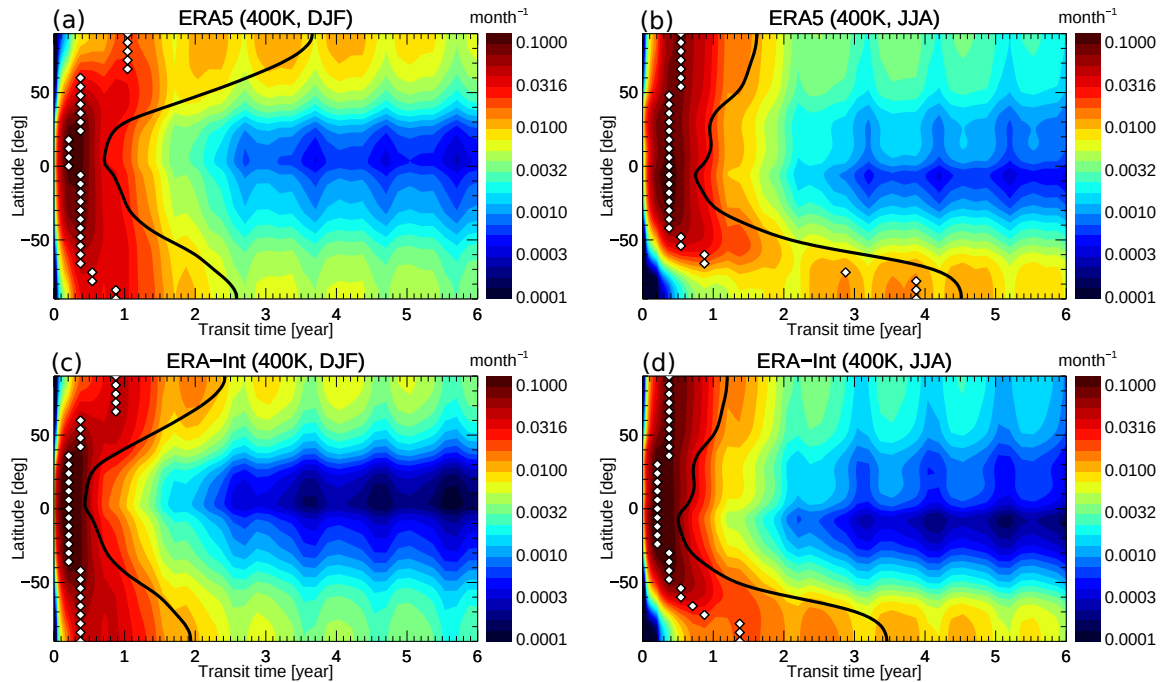 (a) ERA5 (400K, DJF) month⁻¹
Latitude [deg]
50
0
−50
0 1 2 3 4 5 6
Transit time [year]
0.1000
0.0316
0.0100
0.0032
0.0010
0.0003
0.0001
(b) ERA5 (400K, JJA) month⁻¹
Latitude [deg]
50
0
−50
0 1 2 3 4 5 6
Transit time [year]
0.1000
0.0316
0.0100
0.0032
0.0010
0.0003
0.0001
(c) ERA−Int (400K, DJF) month⁻¹
Latitude [deg]
50
0
−50
0 1 2 3 4 5 6
Transit time [year]
0.1000
0.0316
0.0100
0.0032
0.0010
0.0003
0.0001
(d) ERA−Int (400K, JJA) month⁻¹
Latitude [deg]
50
0
−50
0 1 2 3 4 5 6
Transit time [year]
0.1000
0.0316
0.0100
0.0032
0.0010
0.0003
0.0001